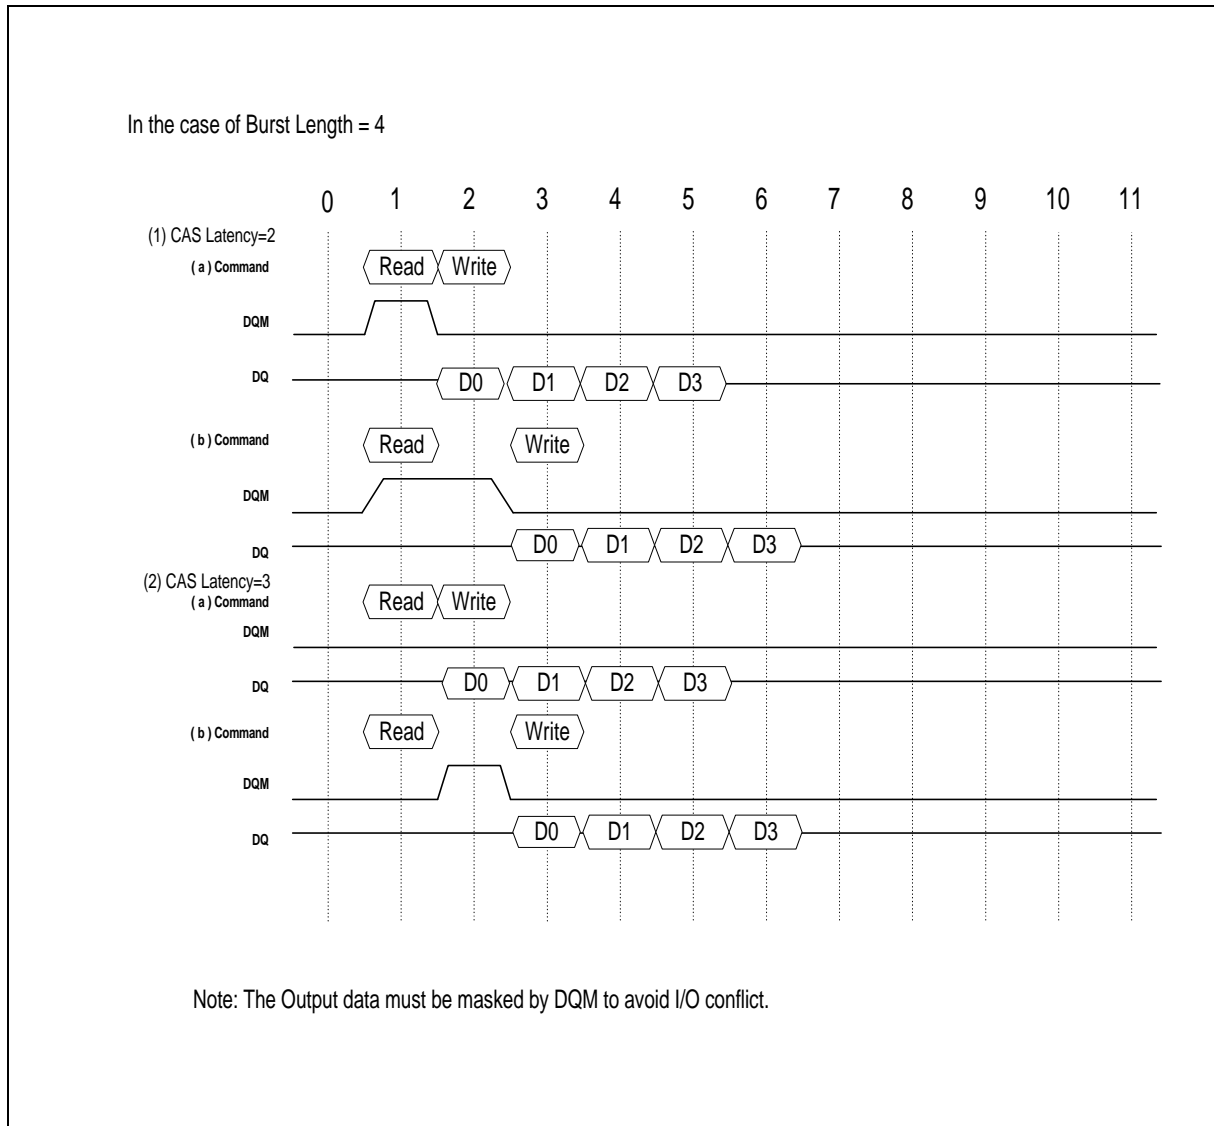 In the case of Burst Length = 4
0 1 2 3 4 5 6 7 8 9 10 11
(1) CAS Latency=2
( a ) Command Read Write
DQM
DQ D0 D1 D2 D3
( b ) Command Read Write
DQM
DQ D0 D1 D2 D3
(2) CAS Latency=3
( a ) Command Read Write
DQM
DQ D0 D1 D2 D3
( b ) Command Read Write
DQM
DQ D0 D1 D2 D3
Note: The Output data must be masked by DQM to avoid I/O conflict.